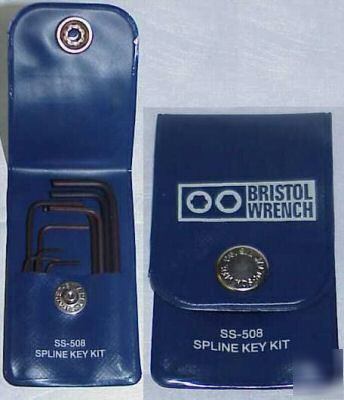 SS-508
SPLINE KEY KIT
BRISTOL
WRENCH
SS-508
SPLINE KEY KIT